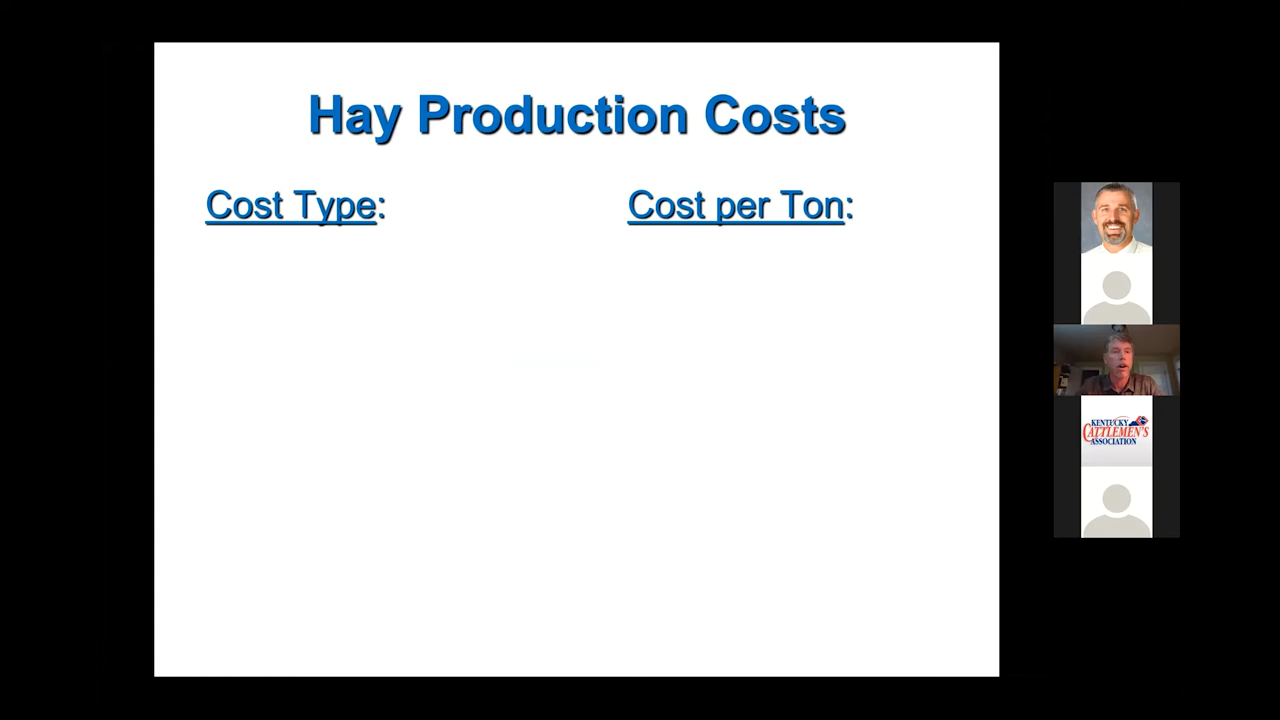 Hay Production Costs
Cost Type:
Cost per Ton:
KENTUCKY
CATTLEMEN'S
ASSOCIATION